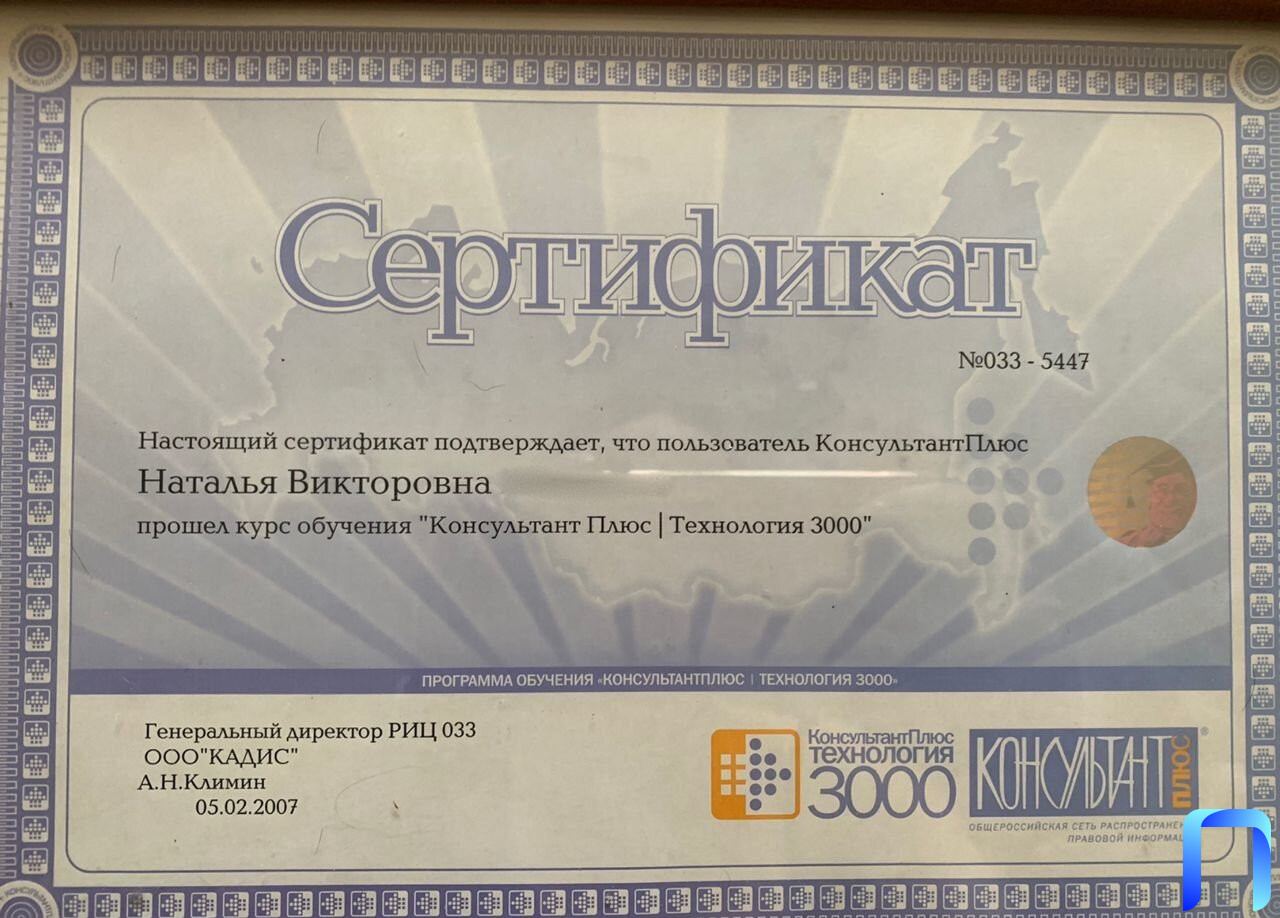 Сертификат
№033 - 5447
Настоящий сертификат подтверждает, что пользователь КонсультантПлюс
Наталья Викторовна
прошел курс обучения "Консультант Плюс | Технология 3000"
ПРОГРАММА ОБУЧЕНИЯ «КОНСУЛЬТАНТПЛЮС | ТЕХНОЛОГИЯ 3000»
Генеральный директор РИЦ 033
ООО"КАДИС"
А.Н.Климин
05.02.2007
КонсультантПлюс
ТЕХНОЛОГИЯ
3000
КОНСУЛЬТАНТ ПЛЮС ®
ОБЩЕРОССИЙСКАЯ СЕТЬ
ПРАВОВОЙ